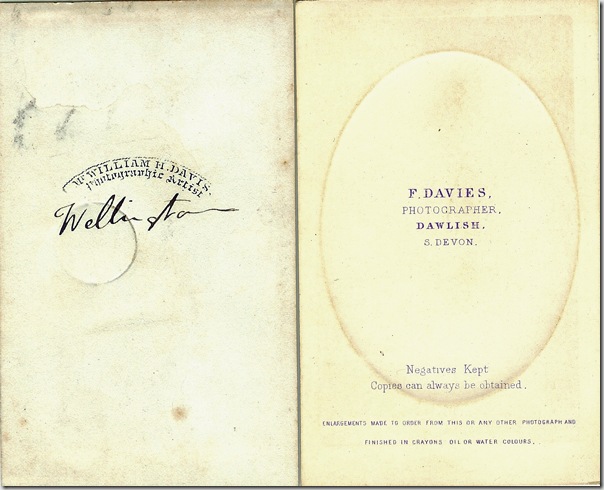 Mr WILLIAM H. DAVIS.
Photographic Artist
Wellington
F. DAVIES,
PHOTOGRAPHER,
DAWLISH.
S. DEVON.
Negatives Kept
Copies can always be obtained.
ENLARGEMENTS MADE TO ORDER FROM THIS OR ANY OTHER PHOTOGRAPH AND
FINISHED IN CRAYONS OIL OR WATER COLOURS.